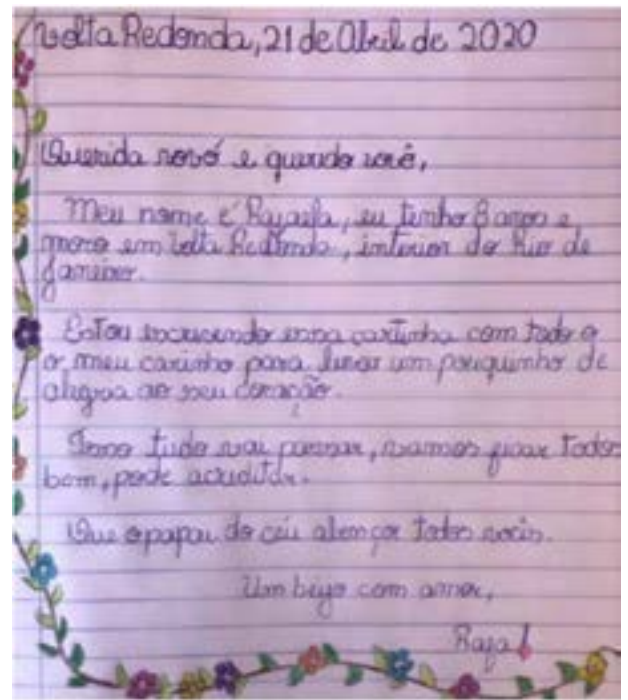 Volta Redonda, 21 de Abril de 2020
Querida vovó e querido vovô,
Meu nome é Rafaela, eu tenho 8 anos e
moro em Volta Redonda, interior do Rio de
Janeiro.
Estou escrevendo essa cartinha com todo o
o meu carinho para levar um pouquinho de
alegria ao seu coração.
Isso tudo vai passar, vamos ficar todos
bem, pode acreditar.
Que o papai do céu abençoe todos vocês.
Um beijo com amor,
Rafa!